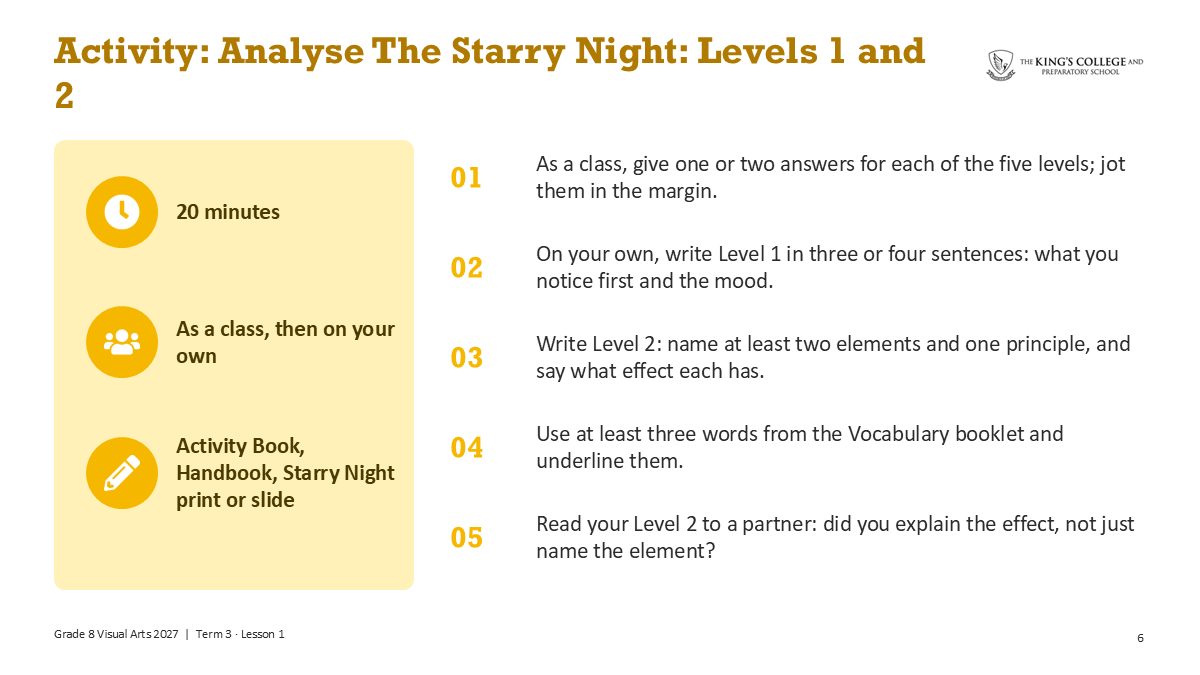 Activity: Analyse The Starry Night: Levels 1 and
2
THE KING'S COLLEGE AND
PREPARATORY SCHOOL
20 minutes
As a class, then on your
own
Activity Book,
Handbook, Starry Night
print or slide
01
As a class, give one or two answers for each of the five levels; jot
them in the margin.
02
On your own, write Level 1 in three or four sentences: what you
notice first and the mood.
03
Write Level 2: name at least two elements and one principle, and
say what effect each has.
04
Use at least three words from the Vocabulary booklet and
underline them.
05
Read your Level 2 to a partner: did you explain the effect, not just
name the element?
Grade 8 Visual Arts 2027 | Term 3 · Lesson 1
6